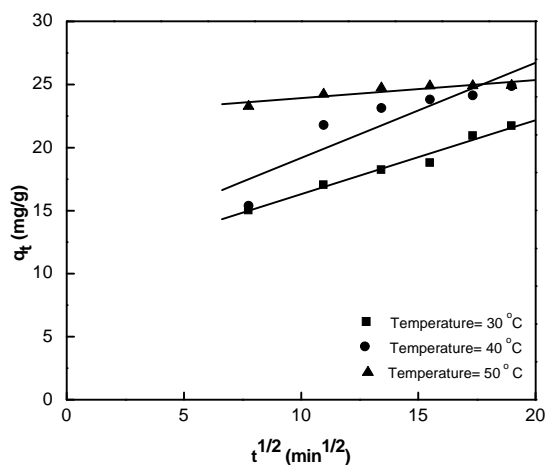 30
25
20
15
10
5
0
q_t (mg/g)
Temperature= 30 °C
Temperature= 40 °C
Temperature= 50 °C
0 5 10 15 20
t^1/2 (min^1/2)